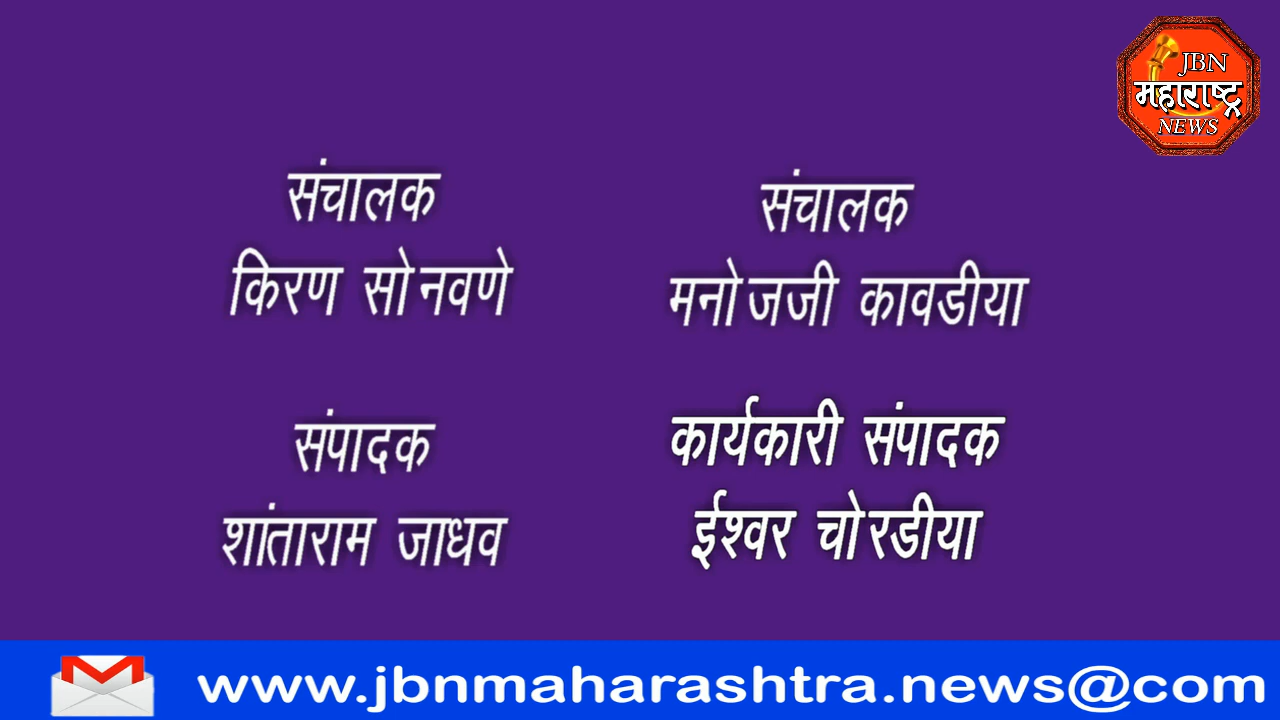 JBN
महाराष्ट्र
NEWS
संचालक
किरण सोनवणे
संचालक
मनोजजी कावडीया
संपादक
शांताराम जाधव
कार्यकारी संपादक
ईश्वर चोरडीया
www.jbnmaharashtra.news@com